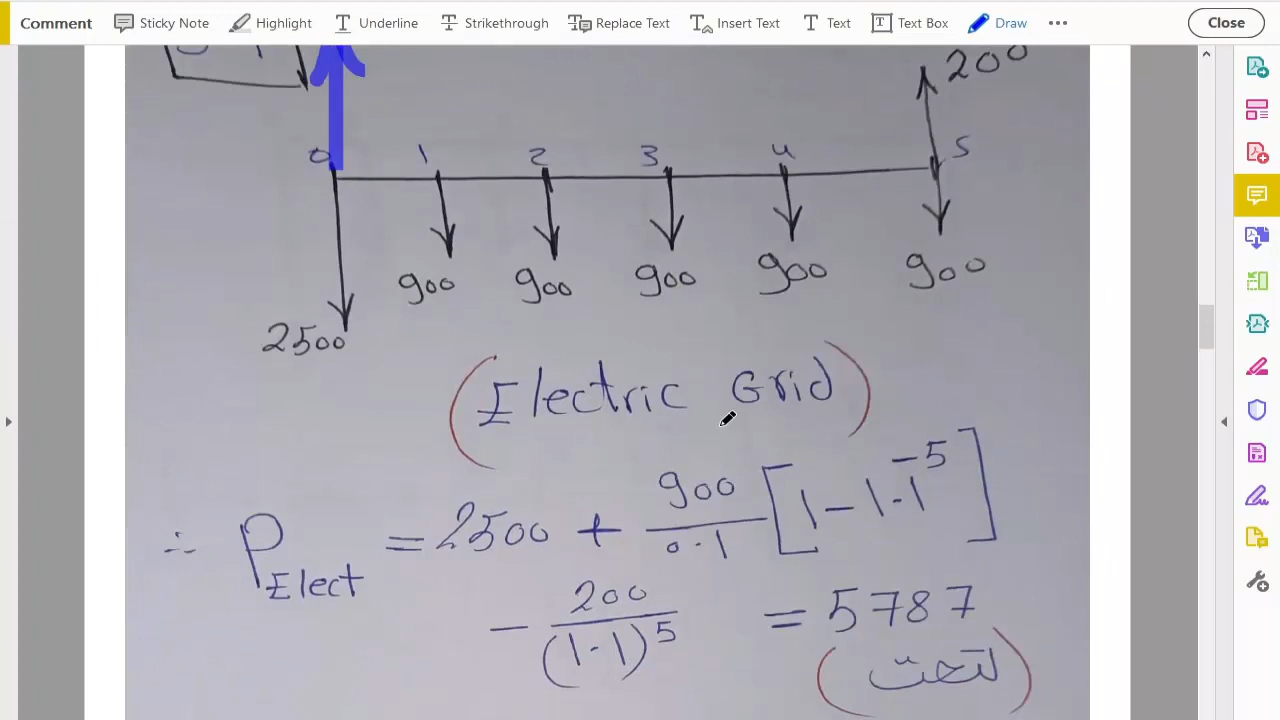 Comment Sticky Note Highlight Underline Strikethrough Replace Text Insert Text Text Text Box Draw Close
200
0 1 2 3 4 5
900 900 900 900 900
2500
(Electric Grid)
∴ P_Elect = 2500 + 900/0.1 [1 - 1.1^-5]
- 200/(1.1)^5 = 5787
(لتحت)